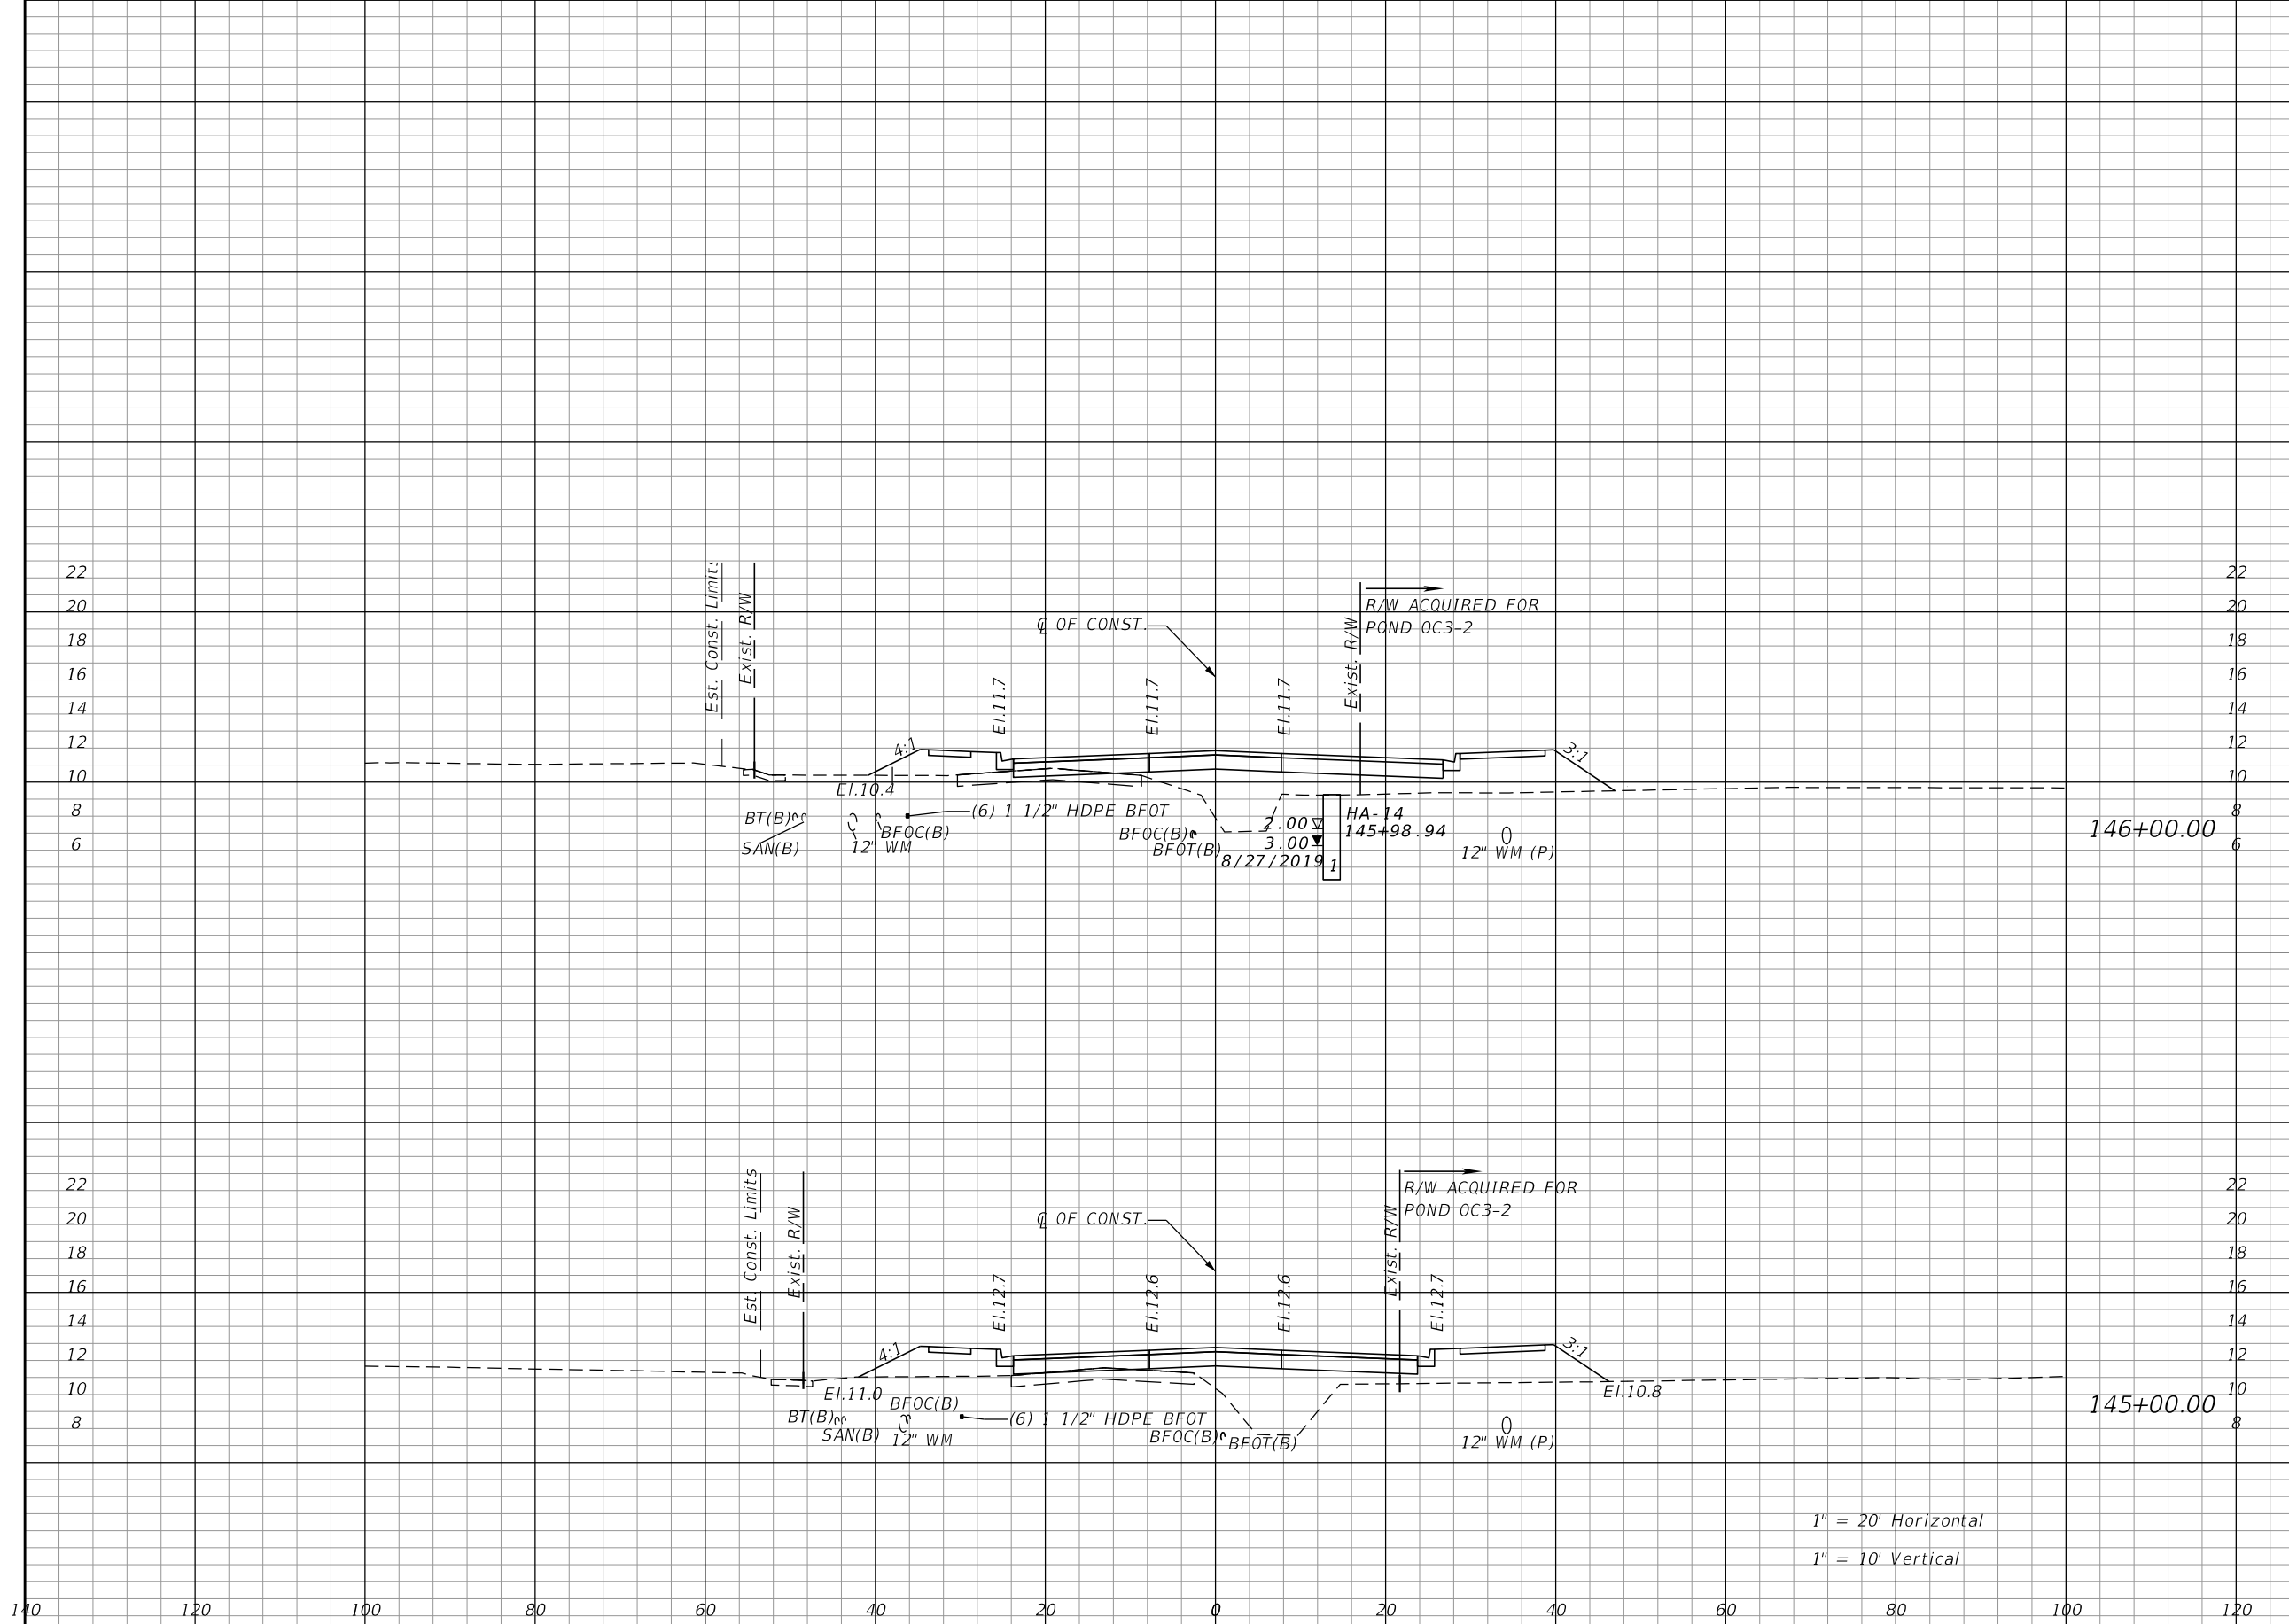 22
22
Est. Const. Limits
Exist. R/W
R/W ACQUIRED FOR
20
20
POND OC3-2
℄ OF CONST.
18
18
Exist. R/W
16
16
El.11.7
El.11.7
El.11.7
14
14
12
4:1
3:1
12
10
El.10.4
10
8
BT(B)
(6) 1 1/2" HDPE BFOT
HA-14
8
2.00
145+98.94
146+00.00
BFOC(B)
BFOC(B)
6
SAN(B)
12" WM
BFOT(B)
3.00
12" WM (P)
6
8/27/2019
1
22
22
Est. Const. Limits
Exist. R/W
R/W ACQUIRED FOR
20
20
POND OC3-2
℄ OF CONST.
18
18
Exist. R/W
16
16
El.12.7
El.12.6
El.12.6
El.12.7
14
14
12
4:1
3:1
12
10
El.11.0
El.10.8
10
BFOC(B)
145+00.00
8
BT(B)
(6) 1 1/2" HDPE BFOT
8
SAN(B)
12" WM
BFOC(B)
BFOT(B)
12" WM (P)
1" = 20' Horizontal
1" = 10' Vertical
140
120
100
80
60
40
20
0
20
40
60
80
100
120